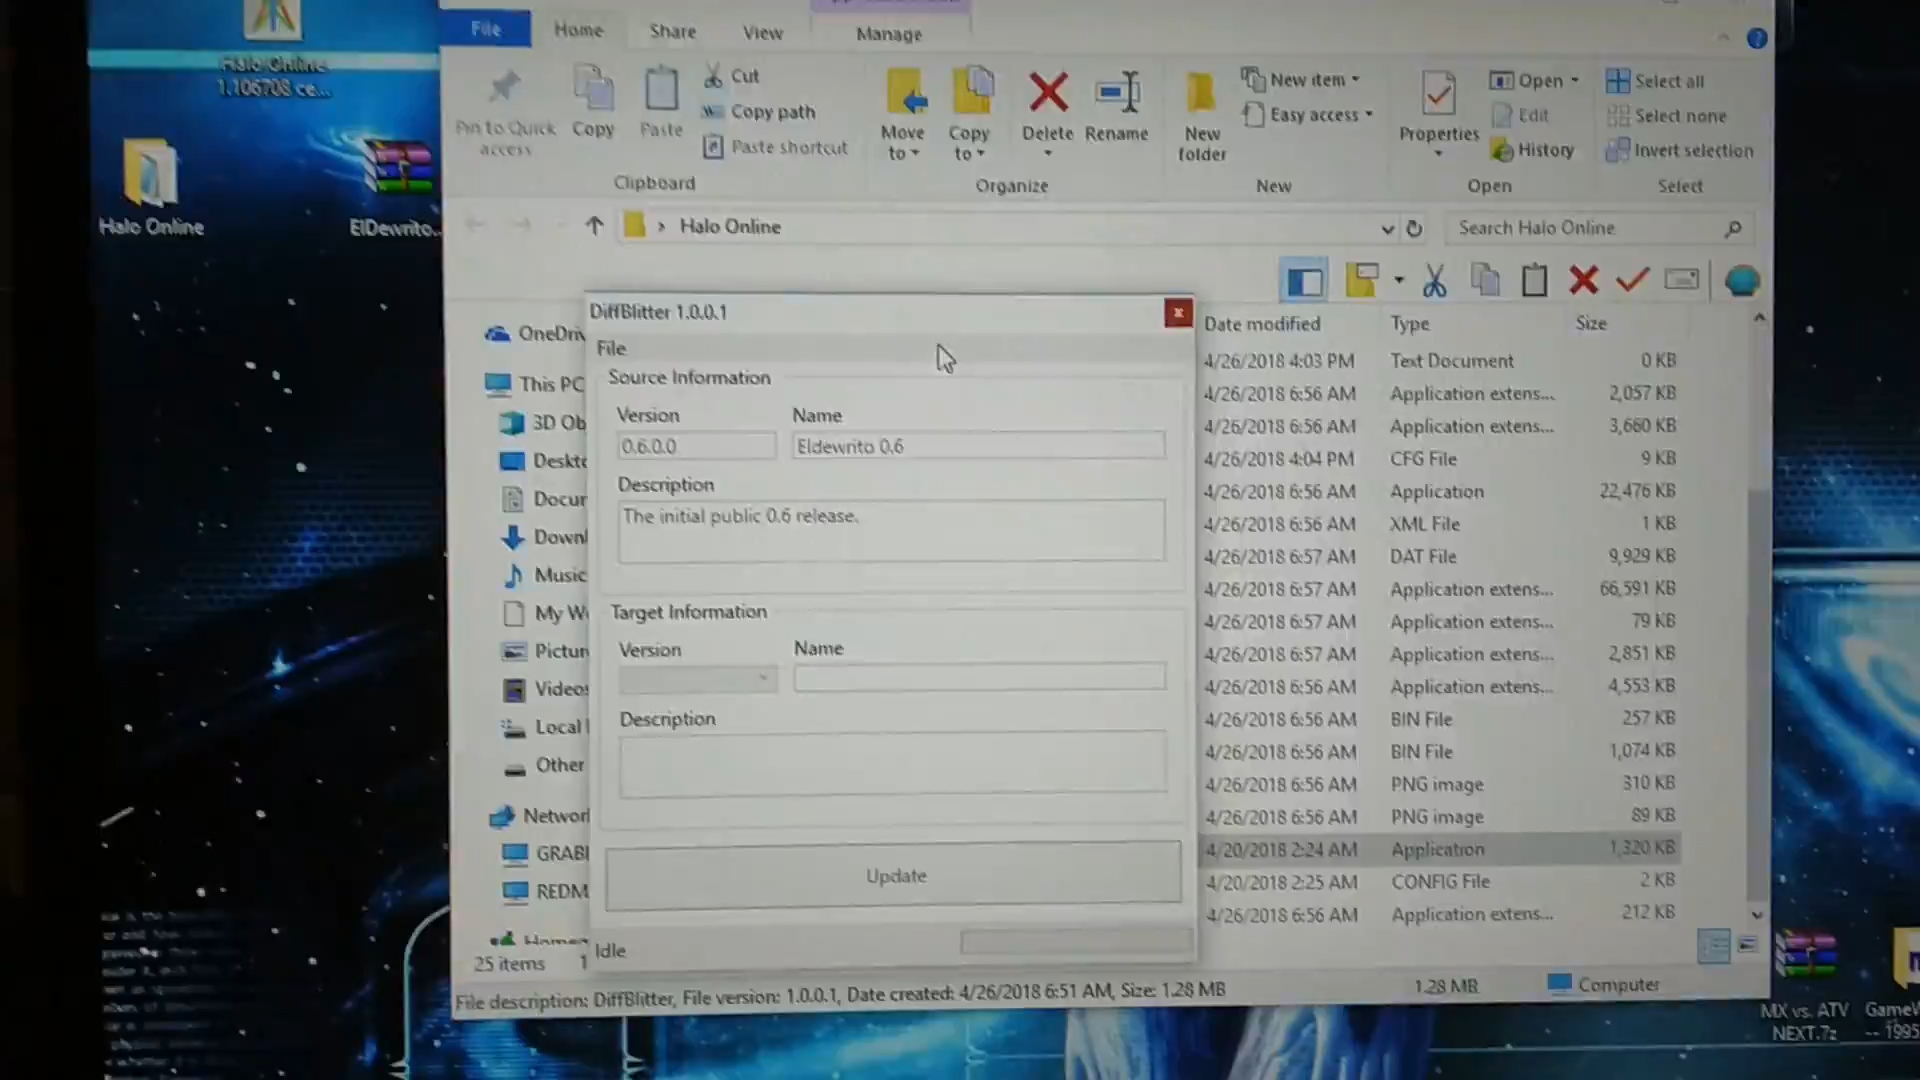 File
Home
Share
View
Manage
Halo Online
1.106708 ce...
Pin to Quick
access
Copy
Paste
Cut
Copy path
Paste shortcut
Move
to
Copy
to
Delete
Rename
New
folder
New item
Easy access
Properties
Open
Edit
History
Select all
Select none
Invert selection
Clipboard
Organize
New
Open
Select
Halo Online
ElDewrito...
Halo Online
Search Halo Online
DiffBlitter 1.0.0.1
File
Source Information
Version
Name
0.6.0.0
Eldewrito 0.6
Description
The initial public 0.6 release.
Target Information
Version
Name
Description
Update
Idle
OneDriv
This PC
3D Ob
Deskto
Docur
Downl
Music
My W
Pictur
Videos
Local
Other
Networ
GRABI
REDM
Homeg
25 items
Date modified Type Size
4/26/2018 4:03 PM Text Document 0 KB
4/26/2018 6:56 AM Application extens... 2,057 KB
4/26/2018 6:56 AM Application extens... 3,660 KB
4/26/2018 4:04 PM CFG File 9 KB
4/26/2018 6:56 AM Application 22,476 KB
4/26/2018 6:56 AM XML File 1 KB
4/26/2018 6:57 AM DAT File 9,929 KB
4/26/2018 6:57 AM Application extens... 66,591 KB
4/26/2018 6:57 AM Application extens... 79 KB
4/26/2018 6:57 AM Application extens... 2,851 KB
4/26/2018 6:56 AM Application extens... 4,553 KB
4/26/2018 6:56 AM BIN File 257 KB
4/26/2018 6:56 AM BIN File 1,074 KB
4/26/2018 6:56 AM PNG image 310 KB
4/26/2018 6:56 AM PNG image 89 KB
4/20/2018 2:24 AM Application 1,320 KB
4/20/2018 2:25 AM CONFIG File 2 KB
4/26/2018 6:56 AM Application extens... 212 KB
File description: DiffBlitter, File version: 1.0.0.1, Date created: 4/26/2018 6:51 AM, Size: 1.28 MB
1.28 MB
Computer
MX vs. ATV
NEXT.7z
GameV
-- 1995